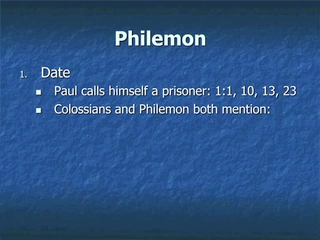 Philemon
1. Date
■ Paul calls himself a prisoner: 1:1, 10, 13, 23
■ Colossians and Philemon both mention: